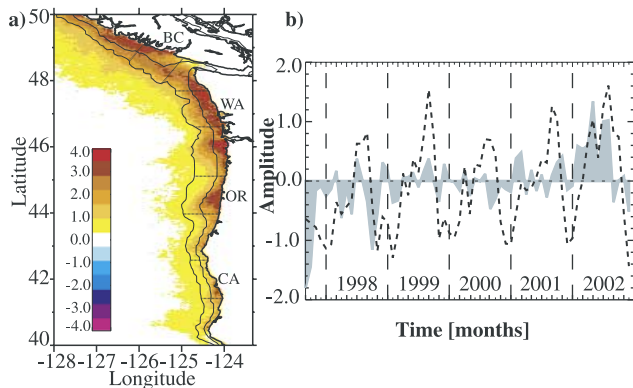 a)
50
48
46
44
42
40
Latitude
BC
WA
OR
CA
4.0
3.0
2.0
1.0
0.0
-1.0
-2.0
-3.0
-4.0
-128 -127 -126 -125 -124
Longitude
b)
2.0
1.0
0.0
-1.0
-2.0
Amplitude
1998 1999 2000 2001 2002
Time [months]